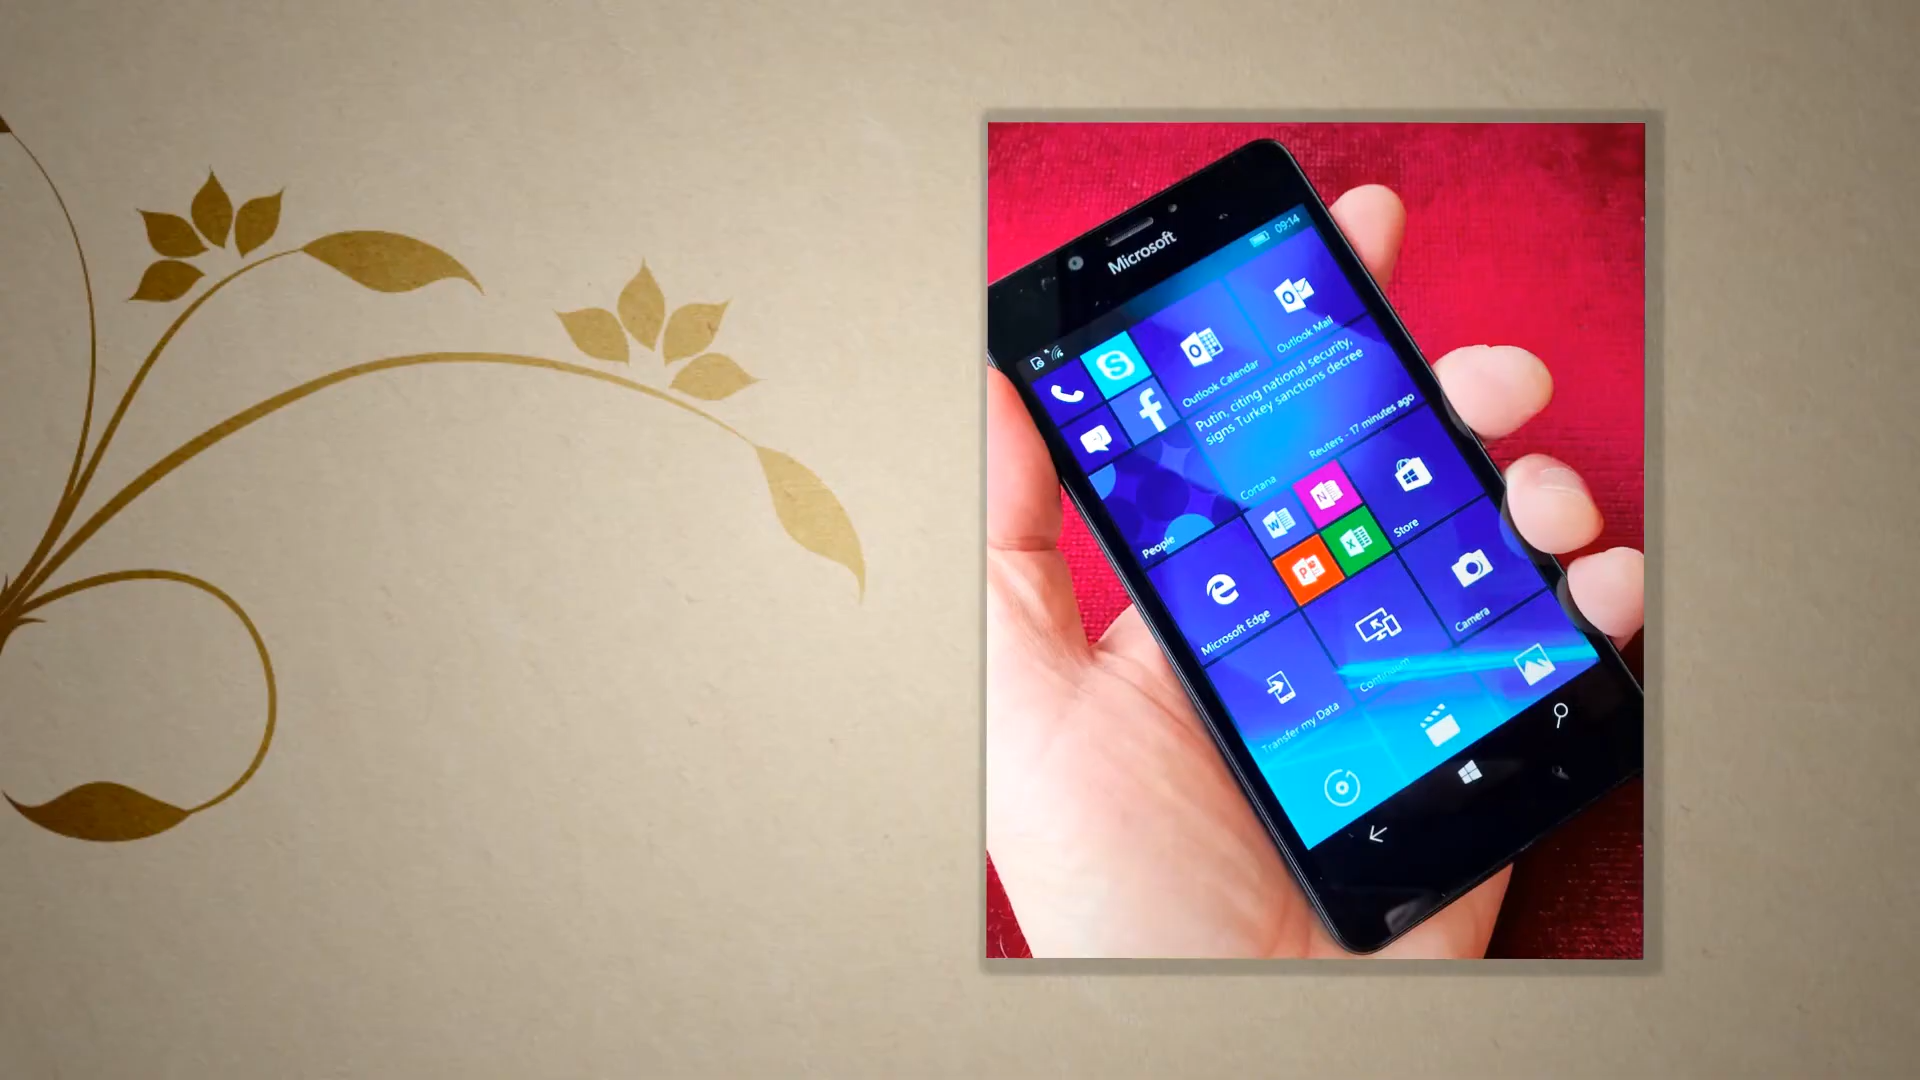 Microsoft
09:14
Outlook Mail
Outlook Calendar
Putin, citing national security,
signs Turkey sanctions decree
Reuters - 17 minutes ago
Cortana
People
Store
Microsoft Edge
Camera
Continuum
Transfer my Data